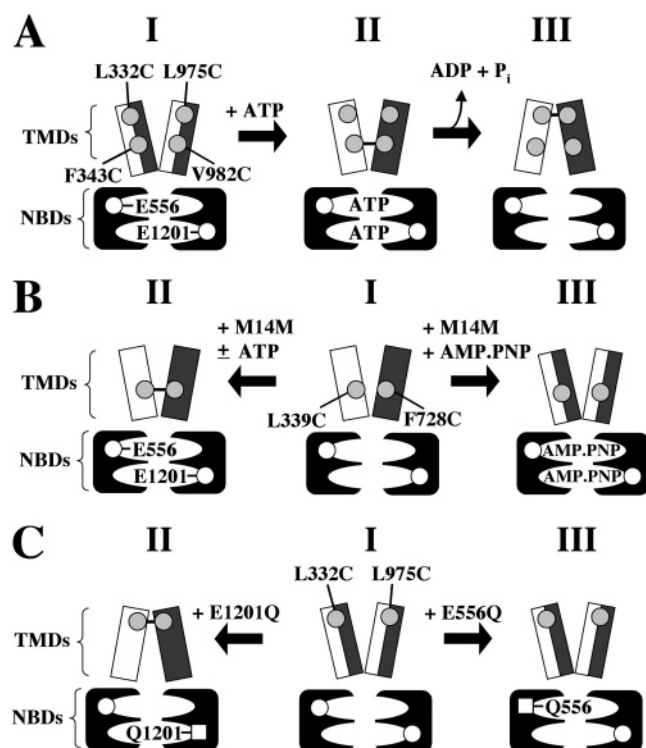 A
I II III
L332C L975C
+ ATP
ADP + Pi
TMDs
F343C V982C
NBDs
E556
E1201
ATP
ATP
B
II I III
+ M14M
± ATP
+ M14M
+ AMP.PNP
TMDs
L339C F728C
NBDs
E556
E1201
AMP.PNP
AMP.PNP
C
II I III
L332C L975C
+ E1201Q
+ E556Q
TMDs
NBDs
Q1201
Q556